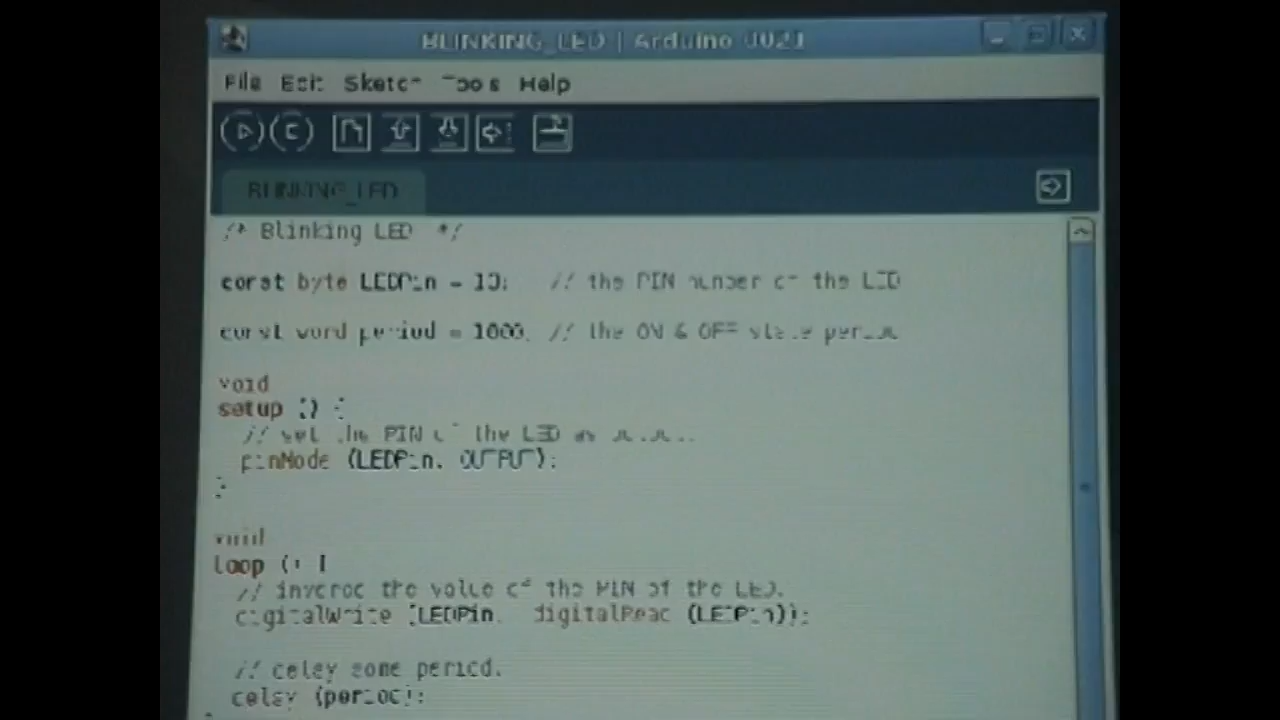 BLINKING_LED | Arduino 0021
File Edit Sketch Tools Help
BLINKING_LED
/* Blinking LED */
const byte LEDPin = 13; // the PIN number of the LED
const word period = 1000; // the ON & OFF state period
void
setup () {
// set the PIN of the LED as
pinMode (LEDPin, OUTPUT);
}
void
loop () {
// inverse the value of the PIN of the LED.
digitalWrite (LEDPin, digitalRead (LEDPin));
// delay some period.
delay (period);